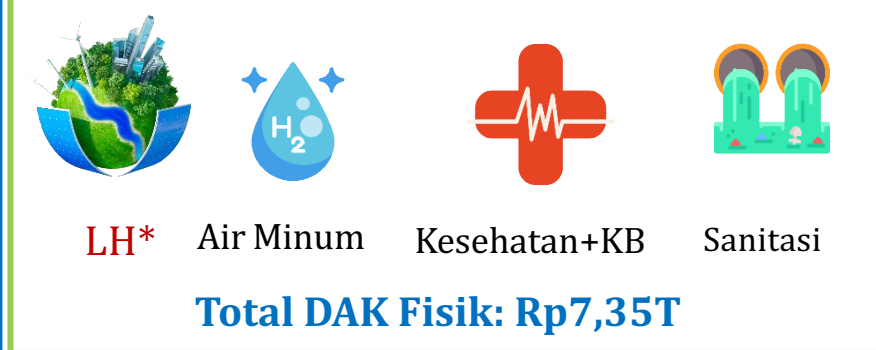 H2
LH* Air Minum Kesehatan+KB Sanitasi
Total DAK Fisik: Rp7,35T